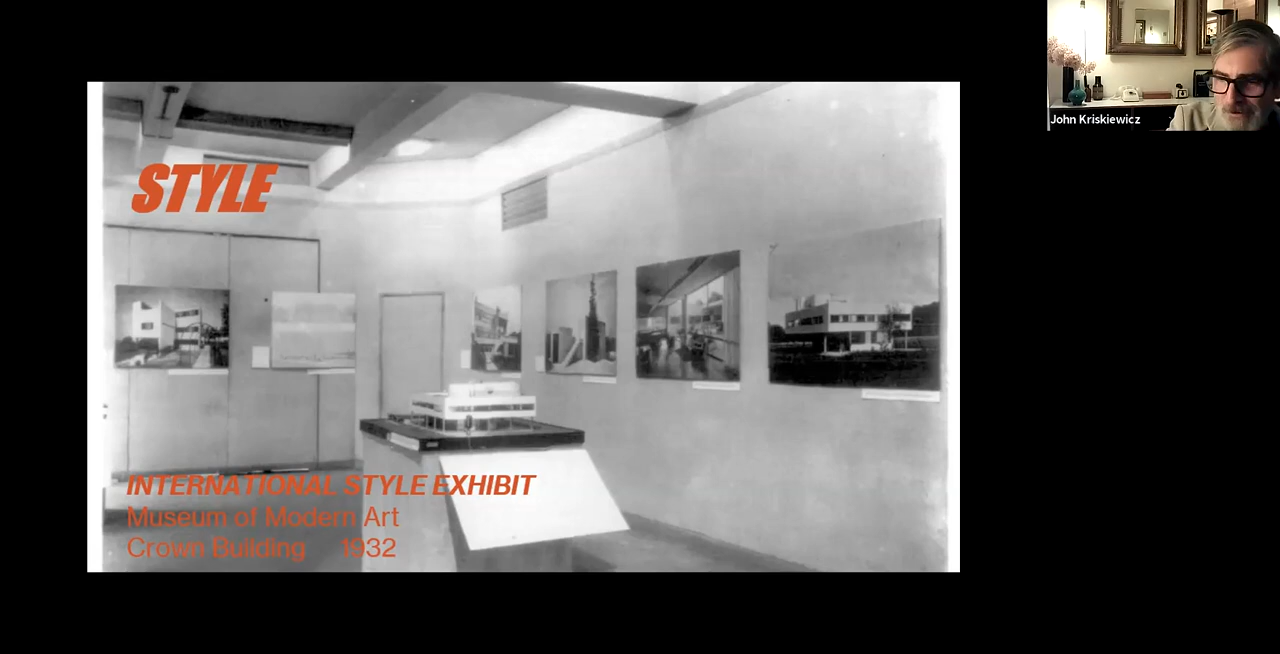 STYLE
INTERNATIONAL STYLE EXHIBIT
Museum of Modern Art
Crown Building 1932
John Kriskiewicz